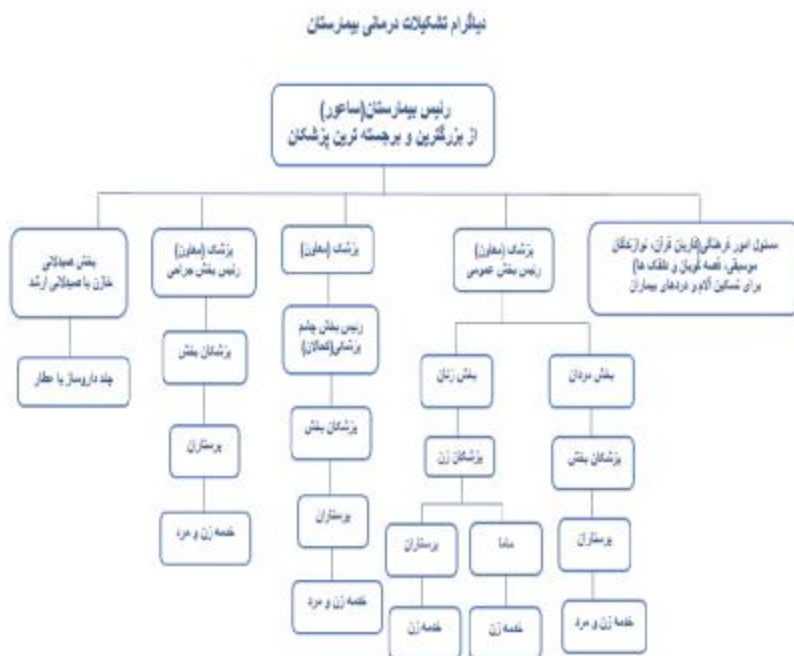 دیاگرام تشکیلات درمانی بیمارستان
رئیس بیمارستان(ساعور)
از بزرگترین و برجسته ترین پزشکان
مسئول امور فرهنگی(قاریان قرآن، نوازندگان
موسیقی، قصه گویان و دلقک ها)
برای تسکین آلام و دردهای بیماران
پزشک (معاون)
رئیس بخش عمومی
پزشک (معاون)
پزشک (معاون)
رئیس بخش جراحی
بخش صیدلانی
خازن یا صیدلانی ارشد
بخش مردان
بخش زنان
رئیس بخش چشم
پزشکی(کحالان)
پزشکان بخش
چند داروساز یا عطار
پزشکان بخش
پزشکان زن
پزشکان بخش
پرستاران
پرستاران
ماما
پرستاران
پرستاران
خدمه زن و مرد
خدمه زن و مرد
خدمه زن
خدمه زن
خدمه زن و مرد